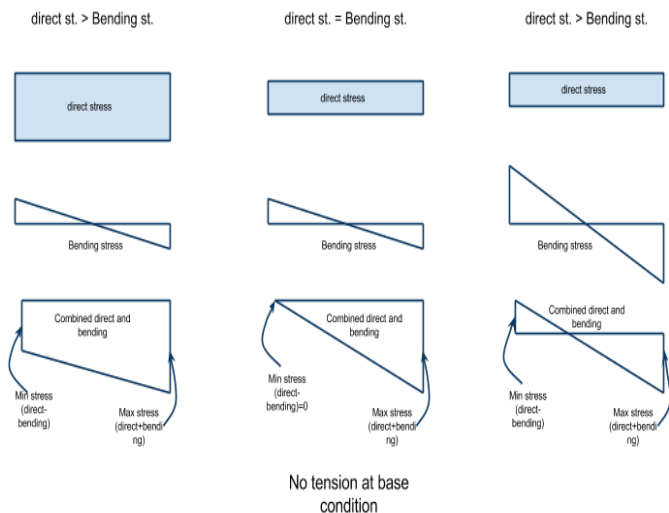 direct st. > Bending st.
direct st. = Bending st.
direct st. > Bending st.
direct stress
direct stress
direct stress
Bending stress
Bending stress
Bending stress
Combined direct and
bending
Combined direct and
bending
Combined direct and
bending
Min stress
(direct-
bending)
Max stress
(direct+bendi
ng)
Min stress
(direct-
bending)=0
Max stress
(direct+bendi
ng)
Min stress
(direct-
bending)
Max stress
(direct+bendi
ng)
No tension at base
condition